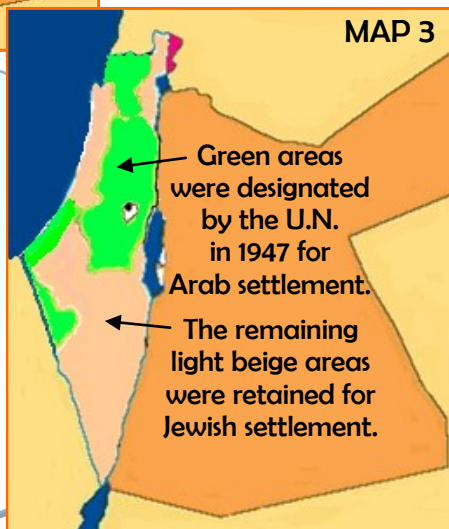 MAP 3
Green areas
were designated
by the U.N.
in 1947 for
Arab settlement.
The remaining
light beige areas
were retained for
Jewish settlement.